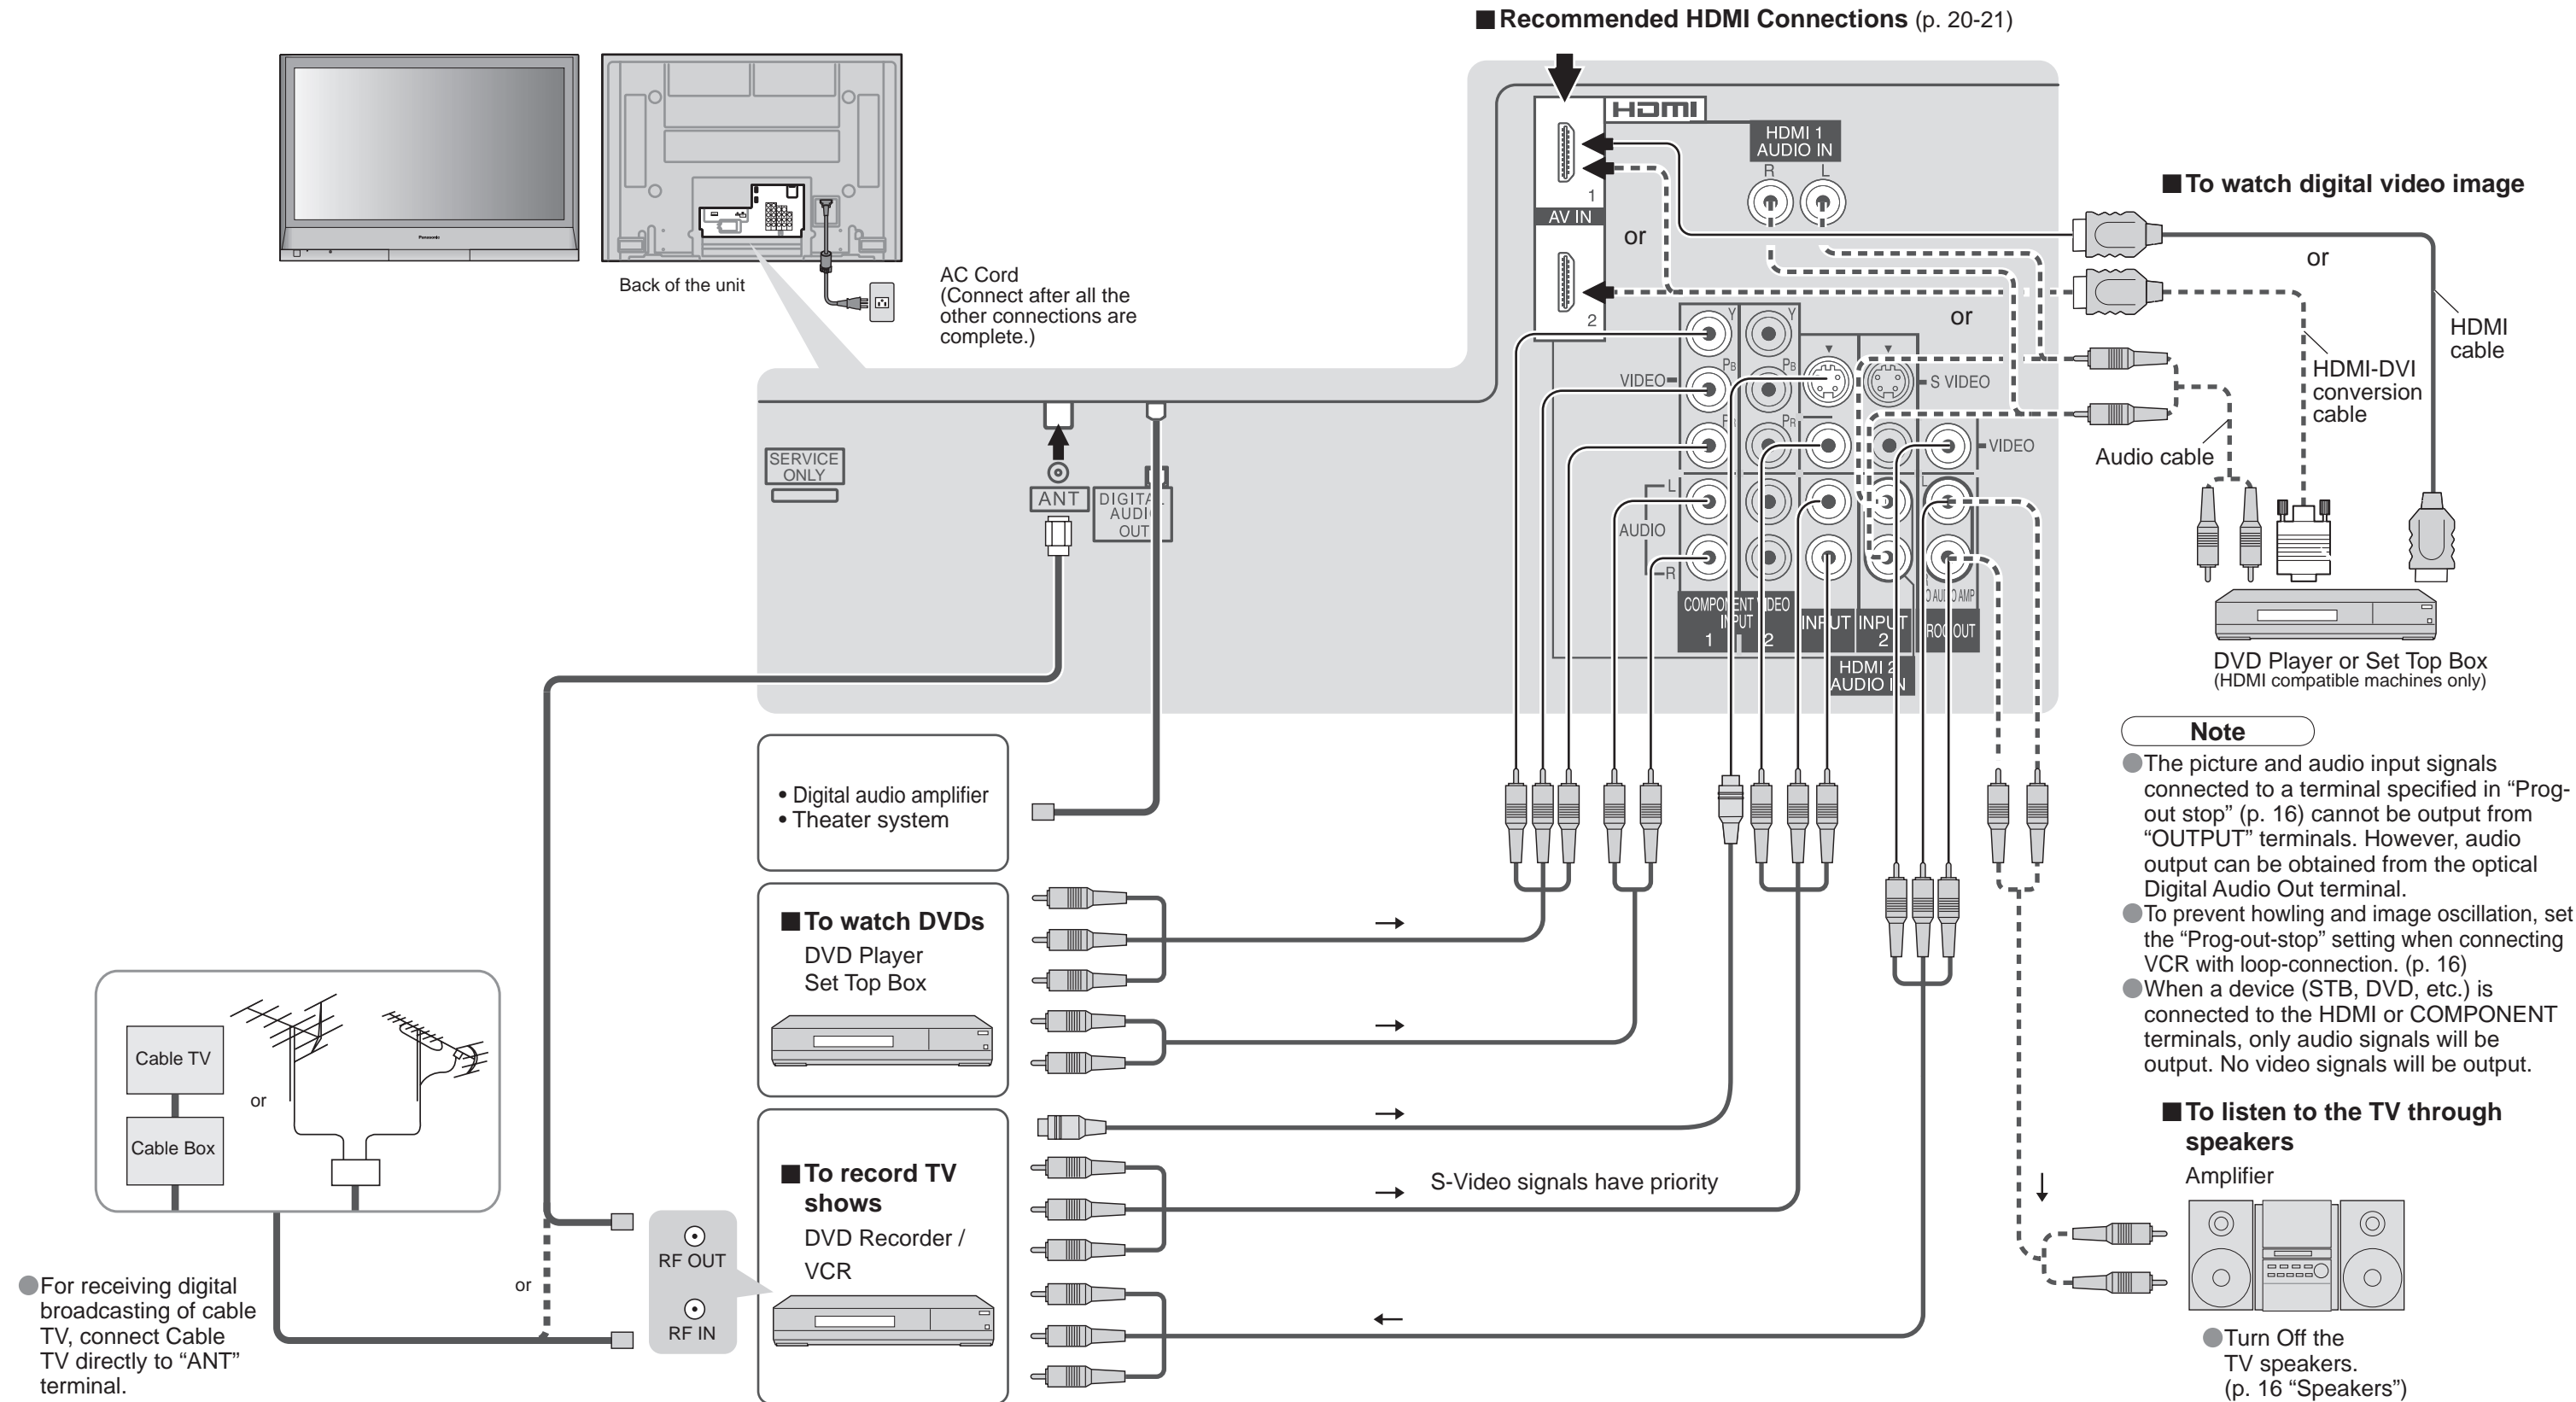 ■ Recommended HDMI Connections (p. 20-21)
Panasonic
Back of the unit
AC Cord
(Connect after all the
other connections are
complete.)
HDMI
HDMI 1
AUDIO IN
R
L
1
AV IN
2
or
or
Y
Y
PB
PB
PR
PR
VIDEO
S VIDEO
VIDEO
L
AUDIO
R
L
COMPONENT VIDEO
INPUT
1
2
INPUT
INPUT
2
TO AUDIO AMP
PROG OUT
HDMI 2
AUDIO IN
SERVICE
ONLY
ANT
DIGITAL
AUDIO
OUT
■ To watch digital video image
or
HDMI
cable
HDMI-DVI
conversion
cable
Audio cable
DVD Player or Set Top Box
(HDMI compatible machines only)
Note
● The picture and audio input signals
connected to a terminal specified in “Prog-
out stop” (p. 16) cannot be output from
“OUTPUT” terminals. However, audio
output can be obtained from the optical
Digital Audio Out terminal.
● To prevent howling and image oscillation, set
the “Prog-out-stop” setting when connecting
VCR with loop-connection. (p. 16)
● When a device (STB, DVD, etc.) is
connected to the HDMI or COMPONENT
terminals, only audio signals will be
output. No video signals will be output.
■ To listen to the TV through
speakers
Amplifier
● Turn Off the
TV speakers.
(p. 16 “Speakers”)
• Digital audio amplifier
• Theater system
■ To watch DVDs
DVD Player
Set Top Box
■ To record TV
shows
DVD Recorder /
VCR
S-Video signals have priority
RF OUT
RF IN
Cable TV
or
Cable Box
or
● For receiving digital
broadcasting of cable
TV, connect Cable
TV directly to “ANT”
terminal.